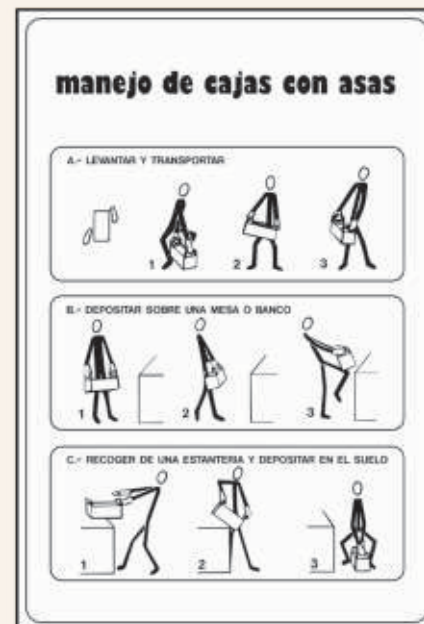 manejo de cajas con asas
A.- LEVANTAR Y TRANSPORTAR
1 2 3
B.- DEPOSITAR SOBRE UNA MESA O BANCO
1 2 3
C.- RECOGER DE UNA ESTANTERIA Y DEPOSITAR EN EL SUELO
1 2 3